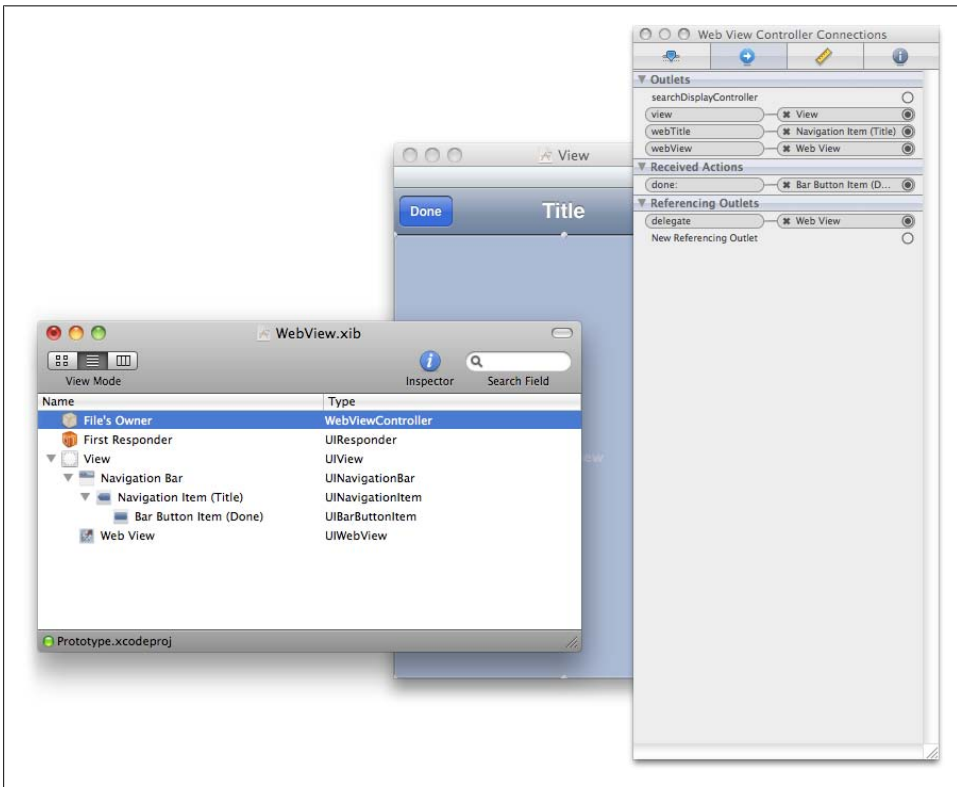 Web View Controller Connections
Outlets
searchDisplayController
view
View
webTitle
Navigation Item (Title)
webView
Web View
Received Actions
done:
Bar Button Item (D...
Referencing Outlets
delegate
Web View
New Referencing Outlet
View
Done
Title
WebView.xib
View Mode
Inspector
Search Field
Name
Type
File's Owner
WebViewController
First Responder
UIResponder
View
UIView
Navigation Bar
UINavigationBar
Navigation Item (Title)
UINavigationItem
Bar Button Item (Done)
UIBarButtonItem
Web View
UIWebView
Prototype.xcodeproj